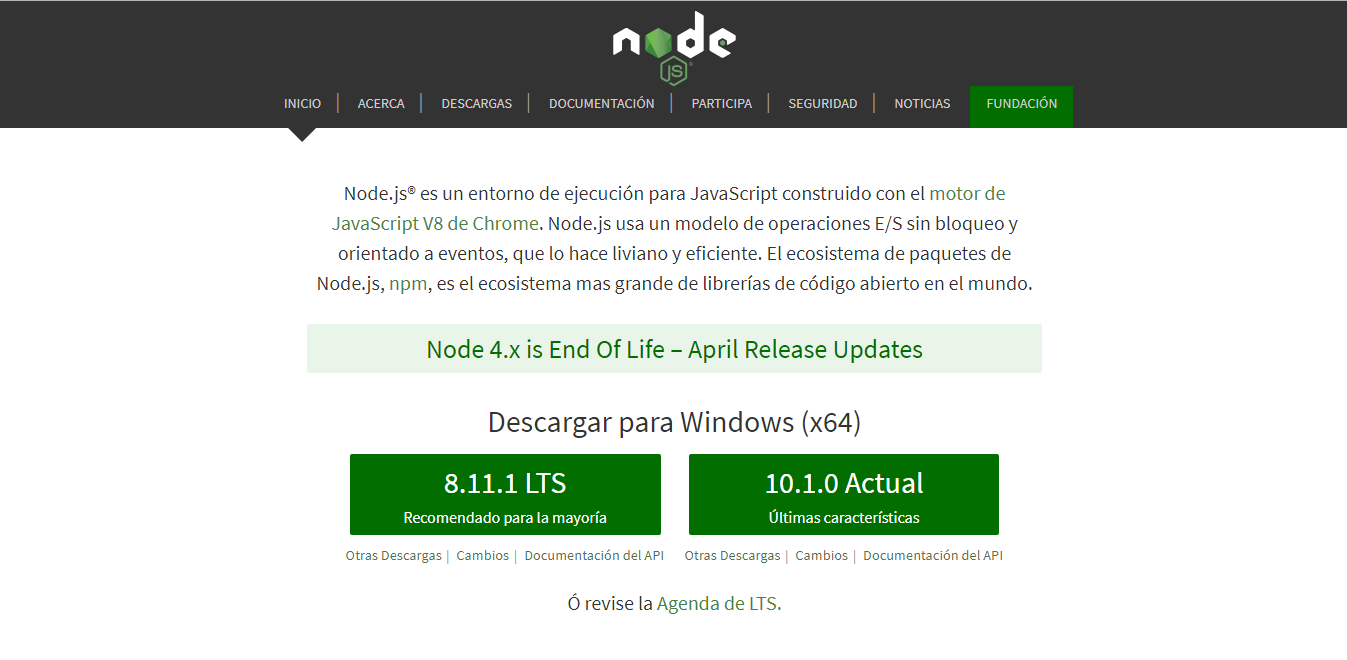 node
JS
INICIO | ACERCA | DESCARGAS | DOCUMENTACIÓN | PARTICIPA | SEGURIDAD | NOTICIAS FUNDACIÓN
Node.js® es un entorno de ejecución para JavaScript construido con el motor de
JavaScript V8 de Chrome. Node.js usa un modelo de operaciones E/S sin bloqueo y
orientado a eventos, que lo hace liviano y eficiente. El ecosistema de paquetes de
Node.js, npm, es el ecosistema mas grande de librerías de código abierto en el mundo.
Node 4.x is End Of Life – April Release Updates
Descargar para Windows (x64)
8.11.1 LTS
Recomendado para la mayoría
Otras Descargas | Cambios | Documentación del API
10.1.0 Actual
Últimas características
Otras Descargas | Cambios | Documentación del API
Ó revise la Agenda de LTS.